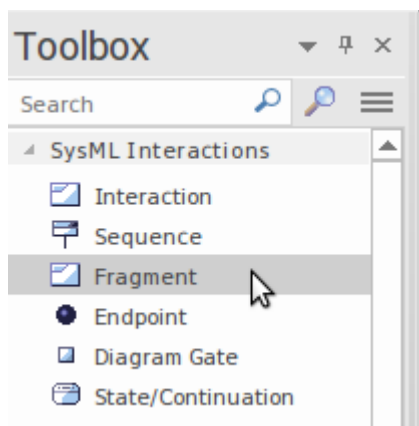 Toolbox
Search
SysML Interactions
Interaction
Sequence
Fragment
Endpoint
Diagram Gate
State/Continuation